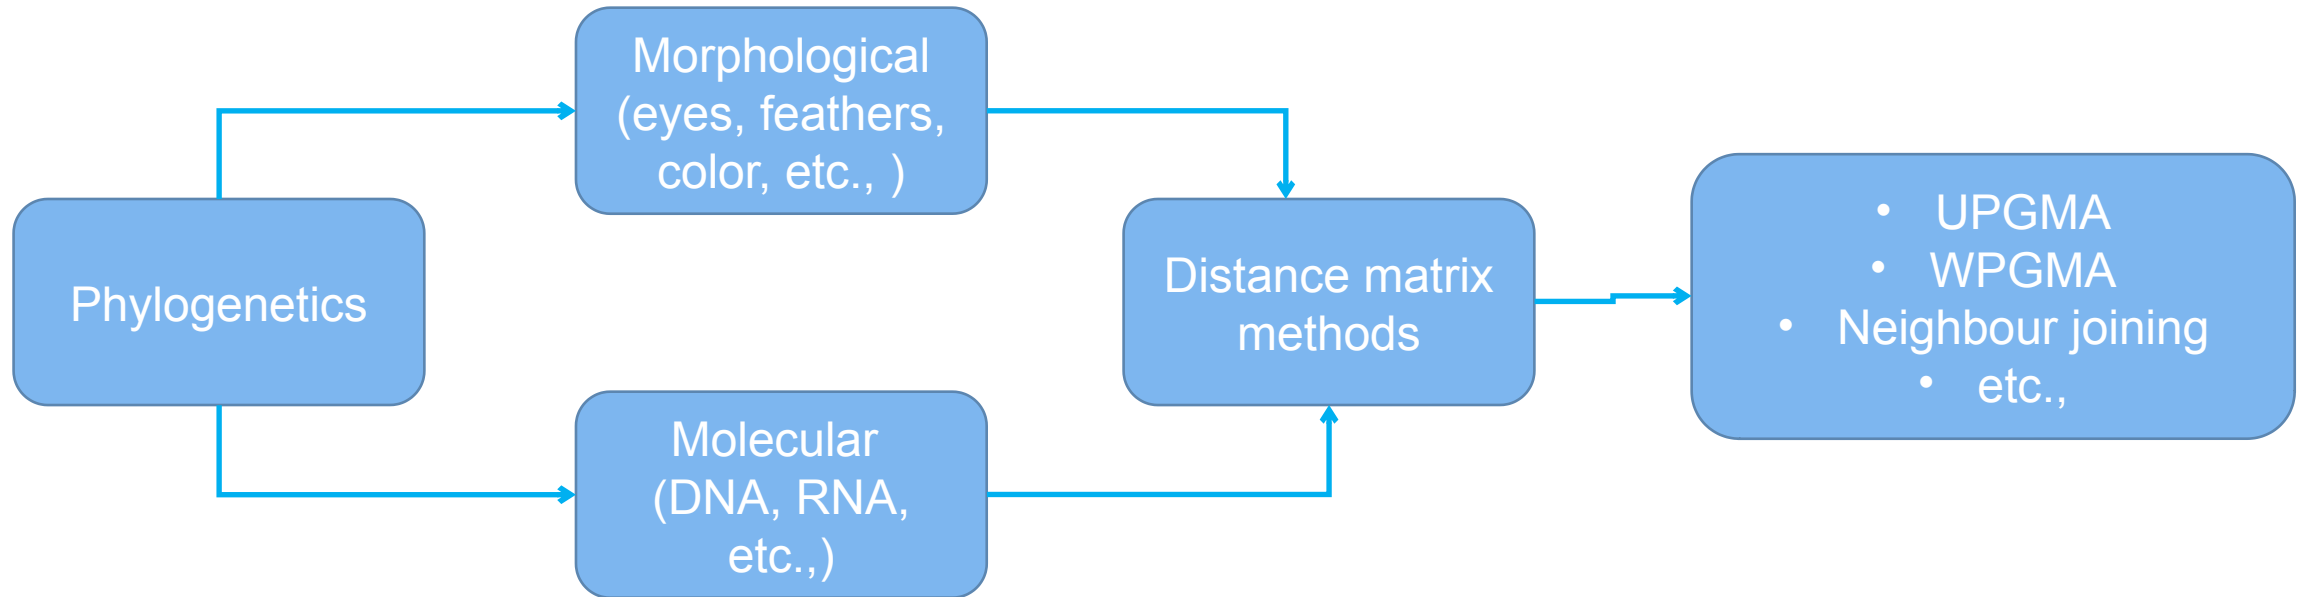 Phylogenetics
Morphological
(eyes, feathers,
color, etc., )
Molecular
(DNA, RNA,
etc.,)
Distance matrix
methods
• UPGMA
• WPGMA
• Neighbour joining
• etc.,